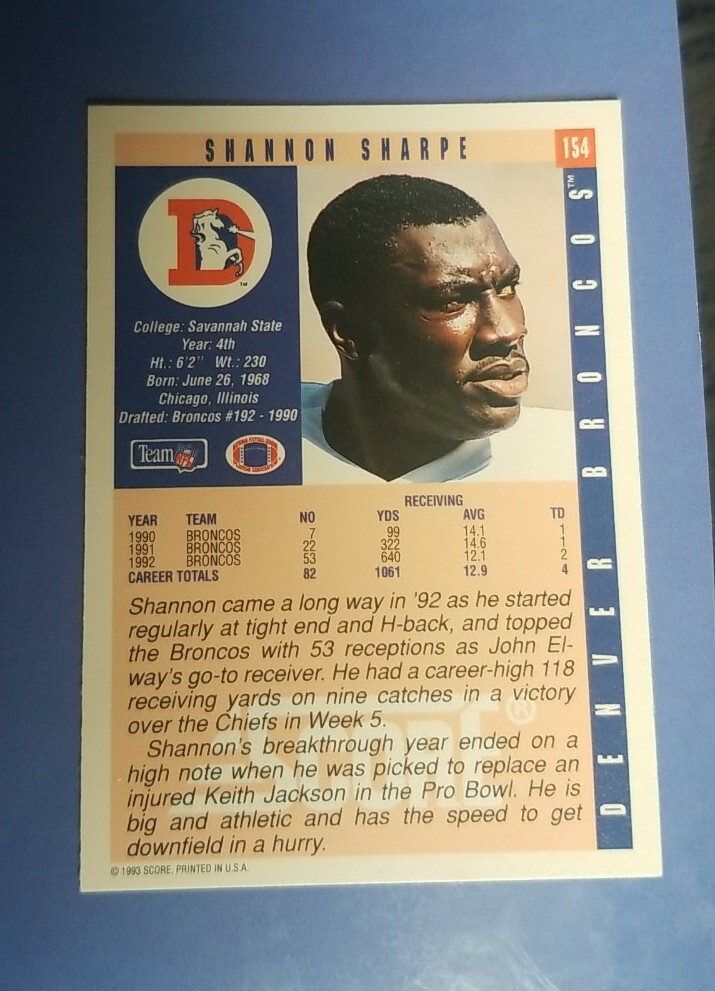 SHANNON SHARPE
154
DENVER BRONCOS™
D
™
College: Savannah State
Year: 4th
Ht.: 6'2" Wt.: 230
Born: June 26, 1968
Chicago, Illinois
Drafted: Broncos #192 - 1990
Team NFL
RECEIVING
YEAR TEAM NO YDS AVG TD
1990 BRONCOS 7 99 14.1 1
1991 BRONCOS 22 322 14.6 1
1992 BRONCOS 53 640 12.1 2
CAREER TOTALS 82 1061 12.9 4
Shannon came a long way in '92 as he started
regularly at tight end and H-back, and topped
the Broncos with 53 receptions as John El-
way's go-to receiver. He had a career-high 118
receiving yards on nine catches in a victory
over the Chiefs in Week 5.
Shannon's breakthrough year ended on a
high note when he was picked to replace an
injured Keith Jackson in the Pro Bowl. He is
big and athletic and has the speed to get
downfield in a hurry.
SCORE®
© 1993 SCORE, PRINTED IN U.S.A.